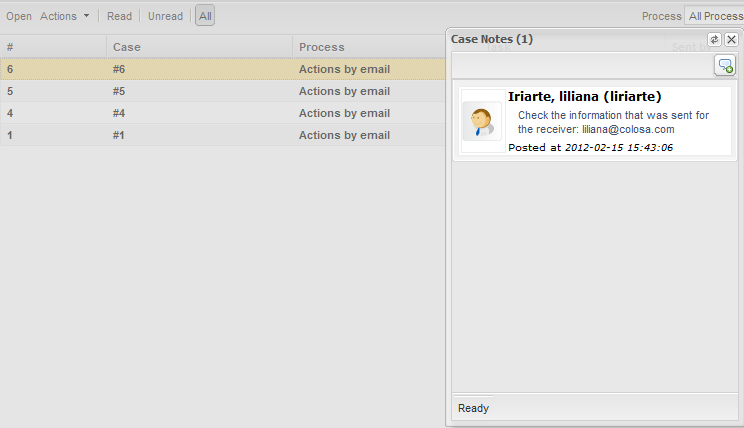 Open Actions Read Unread All Process All Process
# Case Process Task Sent by
6 #6 Actions by email
5 #5 Actions by email
4 #4 Actions by email
1 #1 Actions by email
Case Notes (1)
Iriarte, liliana (liriarte)
Check the information that was sent for
the receiver: liliana@colosa.com
Posted at 2012-02-15 15:43:06
Ready